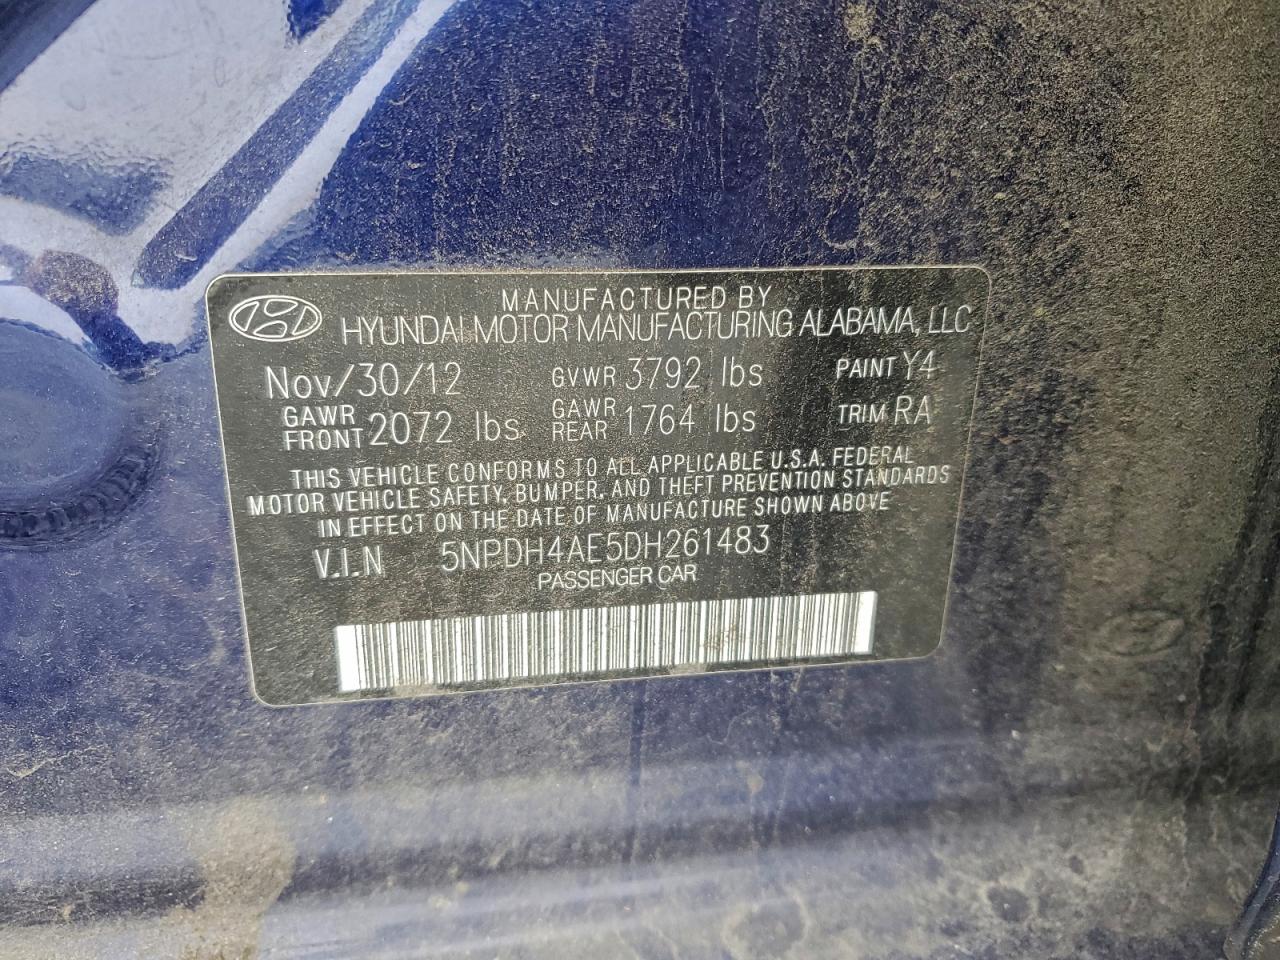 MANUFACTURED BY
HYUNDAI MOTOR MANUFACTURING ALABAMA, LLC
Nov/30/12 GVWR 3792 lbs PAINT Y4
GAWR FRONT 2072 lbs GAWR REAR 1764 lbs TRIM RA
THIS VEHICLE CONFORMS TO ALL APPLICABLE U.S.A. FEDERAL
MOTOR VEHICLE SAFETY, BUMPER, AND THEFT PREVENTION STANDARDS
IN EFFECT ON THE DATE OF MANUFACTURE SHOWN ABOVE
V.I.N 5NPDH4AE5DH261483
PASSENGER CAR